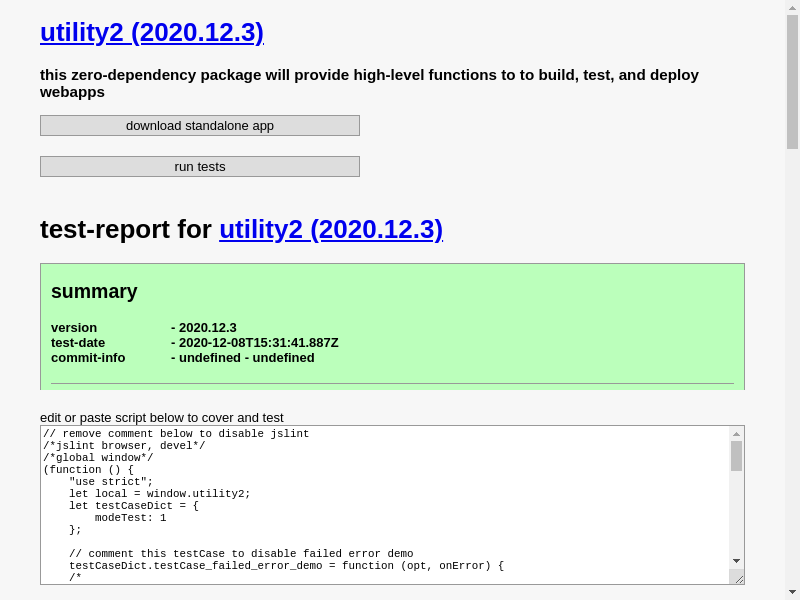 utility2 (2020.12.3)
this zero-dependency package will provide high-level functions to to build, test, and deploy
webapps
download standalone app
run tests
test-report for utility2 (2020.12.3)
summary
version - 2020.12.3
test-date - 2020-12-08T15:31:41.887Z
commit-info - undefined - undefined
edit or paste script below to cover and test
// remove comment below to disable jslint
/*jslint browser, devel*/
/*global window*/
(function () {
    "use strict";
    let local = window.utility2;
    let testCaseDict = {
        modeTest: 1
    };
    // comment this testCase to disable failed error demo
    testCaseDict.testCase_failed_error_demo = function (opt, onError) {
    /*